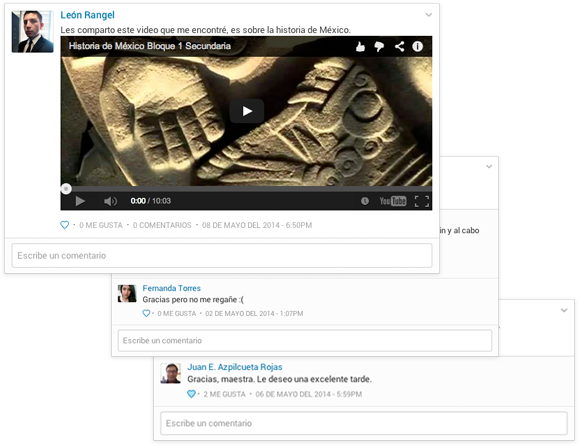 León Rangel
Les comparto este video que me encontré, es sobre la historia de México.
Historia de México Bloque 1 Secundaria
0:00 / 10:03
YouTube
0 ME GUSTA • 0 COMENTARIOS • 08 DE MAYO DEL 2014 - 6:50PM
Escribe un comentario
in y al cabo
Fernanda Torres
Gracias pero no me regañe :(
0 ME GUSTA • 02 DE MAYO DEL 2014 - 1:07PM
Escribe un comentario
Juan E. Azpilcueta Rojas
Gracias, maestra. Le deseo una excelente tarde.
• 2 ME GUSTA • 06 DE MAYO DEL 2014 - 5:59PM
Escribe un comentario